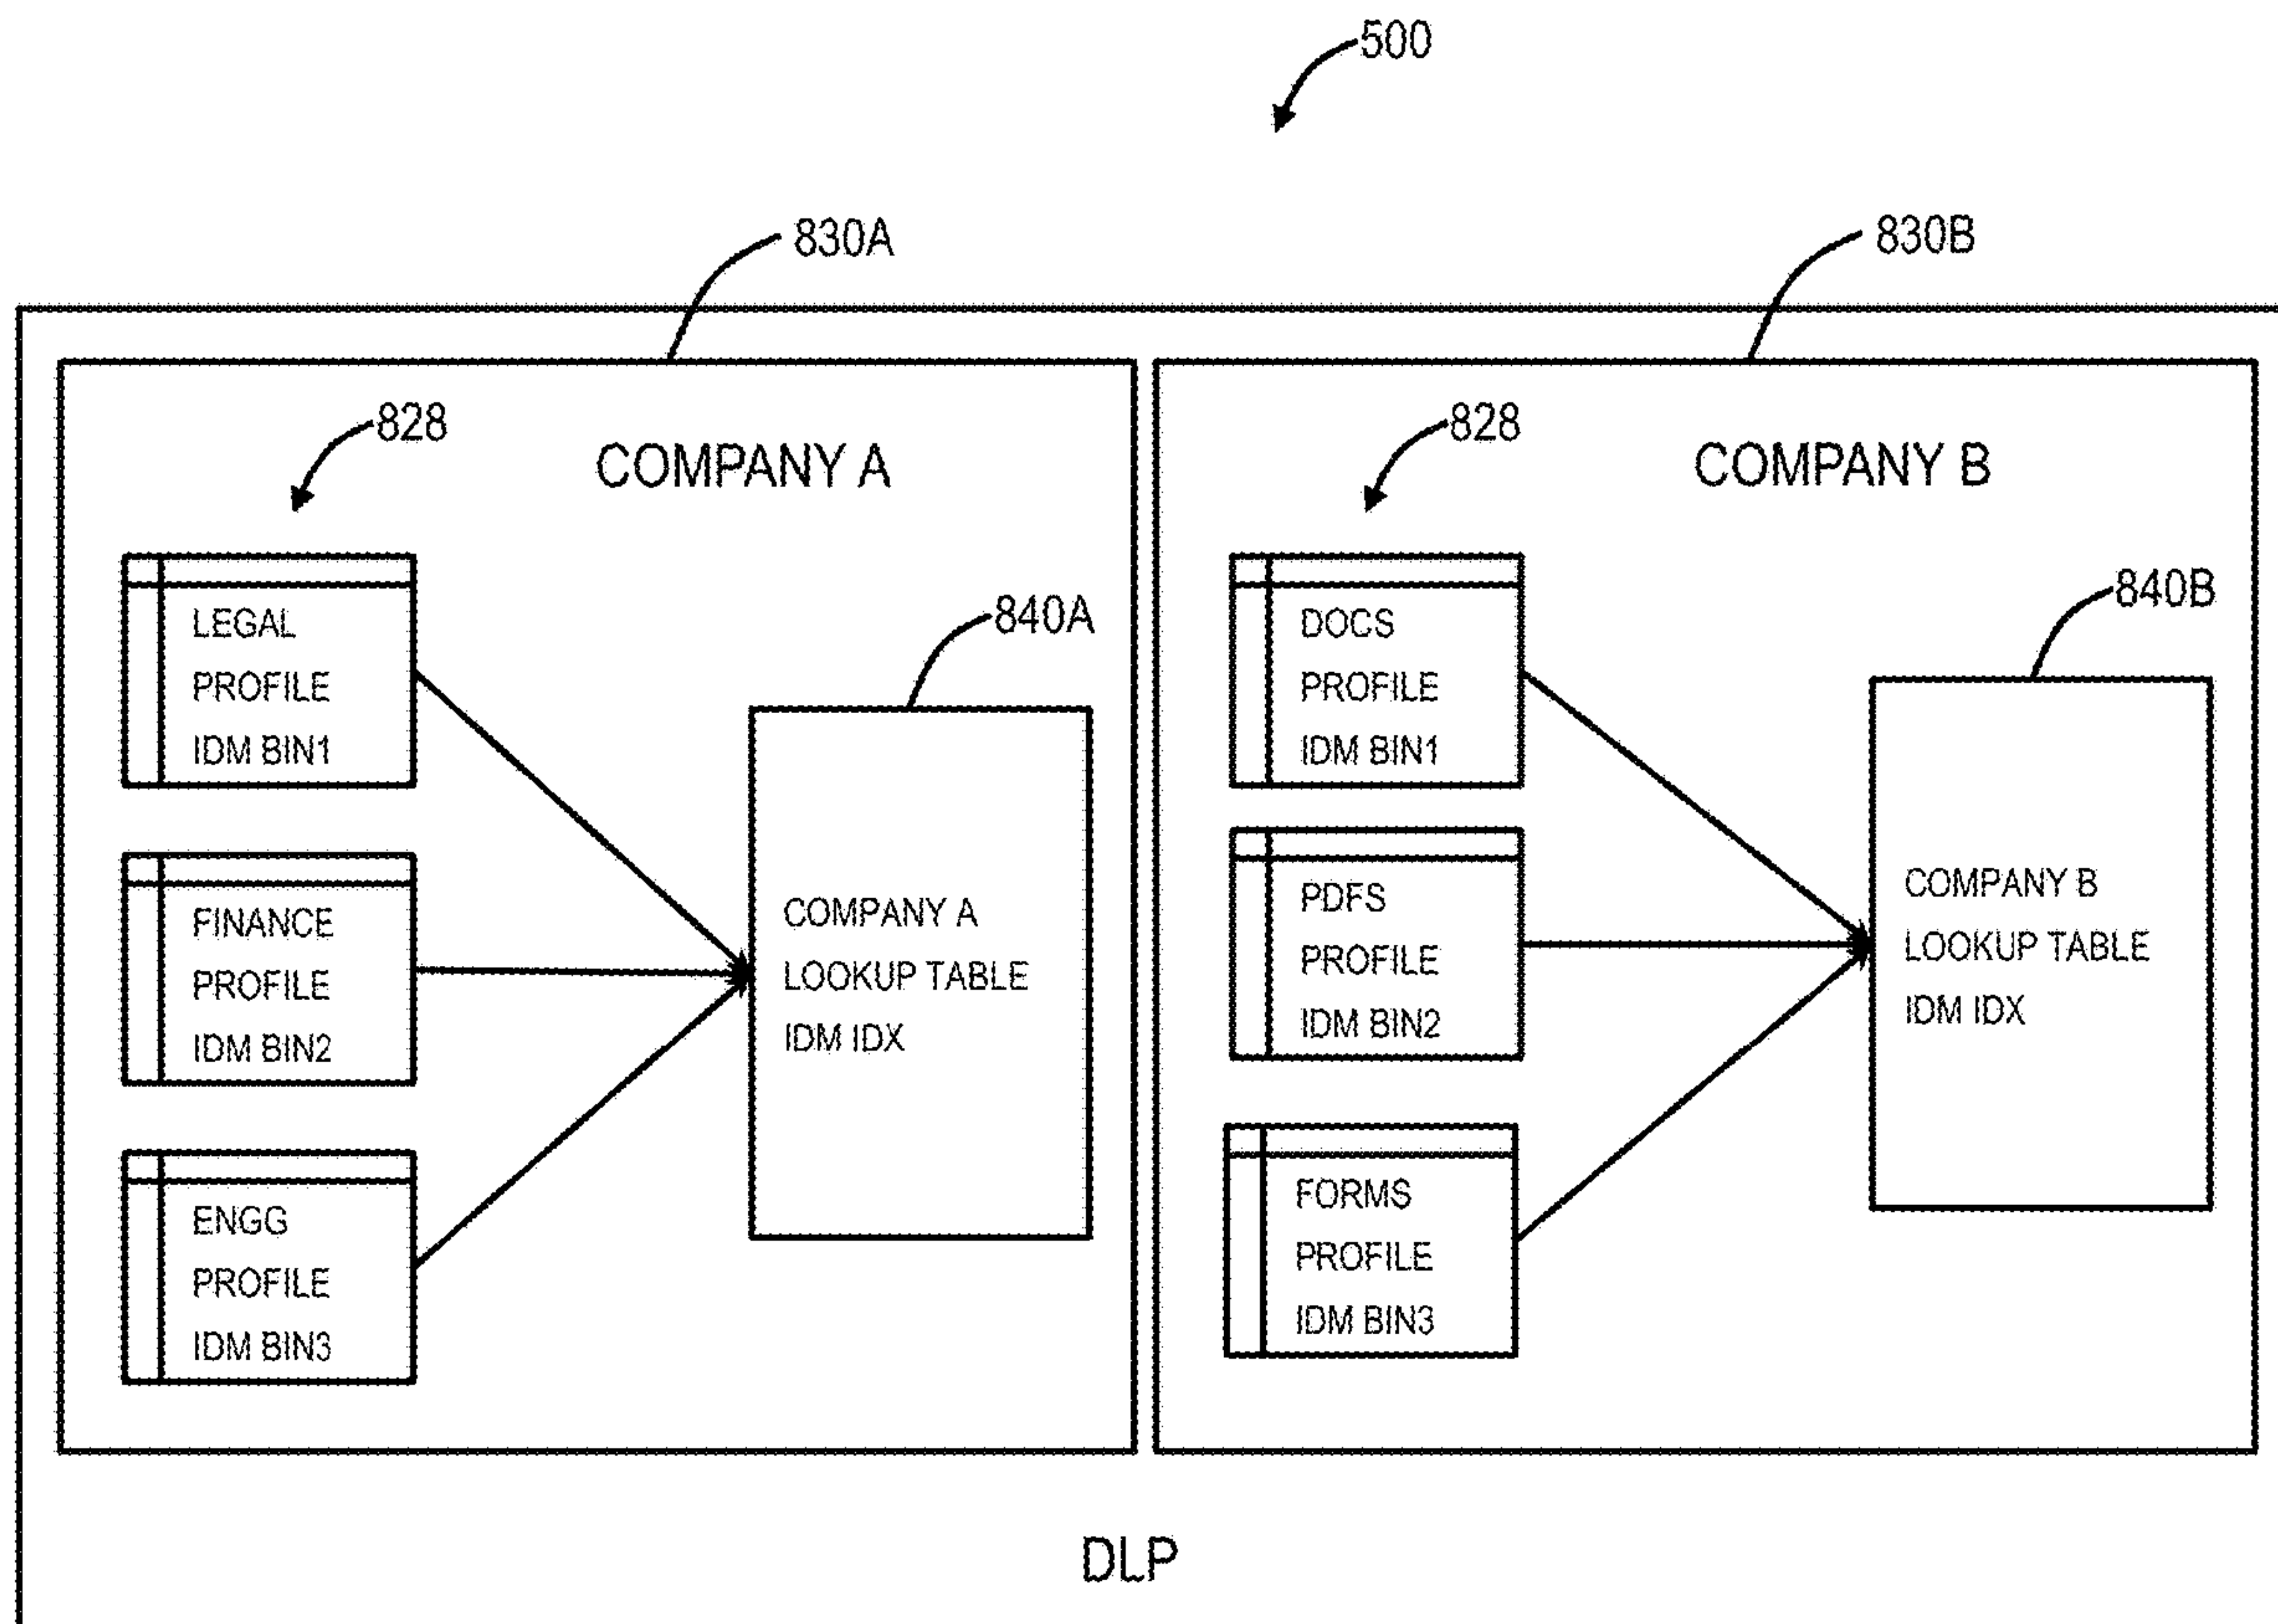 500
830A
830B
828
COMPANY A
LEGAL
PROFILE
IDM BIN1
FINANCE
PROFILE
IDM BIN2
ENGG
PROFILE
IDM BIN3
840A
COMPANY A
LOOKUP TABLE
IDM IDX
828
COMPANY B
DOCS
PROFILE
IDM BIN1
PDFS
PROFILE
IDM BIN2
FORMS
PROFILE
IDM BIN3
840B
COMPANY B
LOOKUP TABLE
IDM IDX
DLP